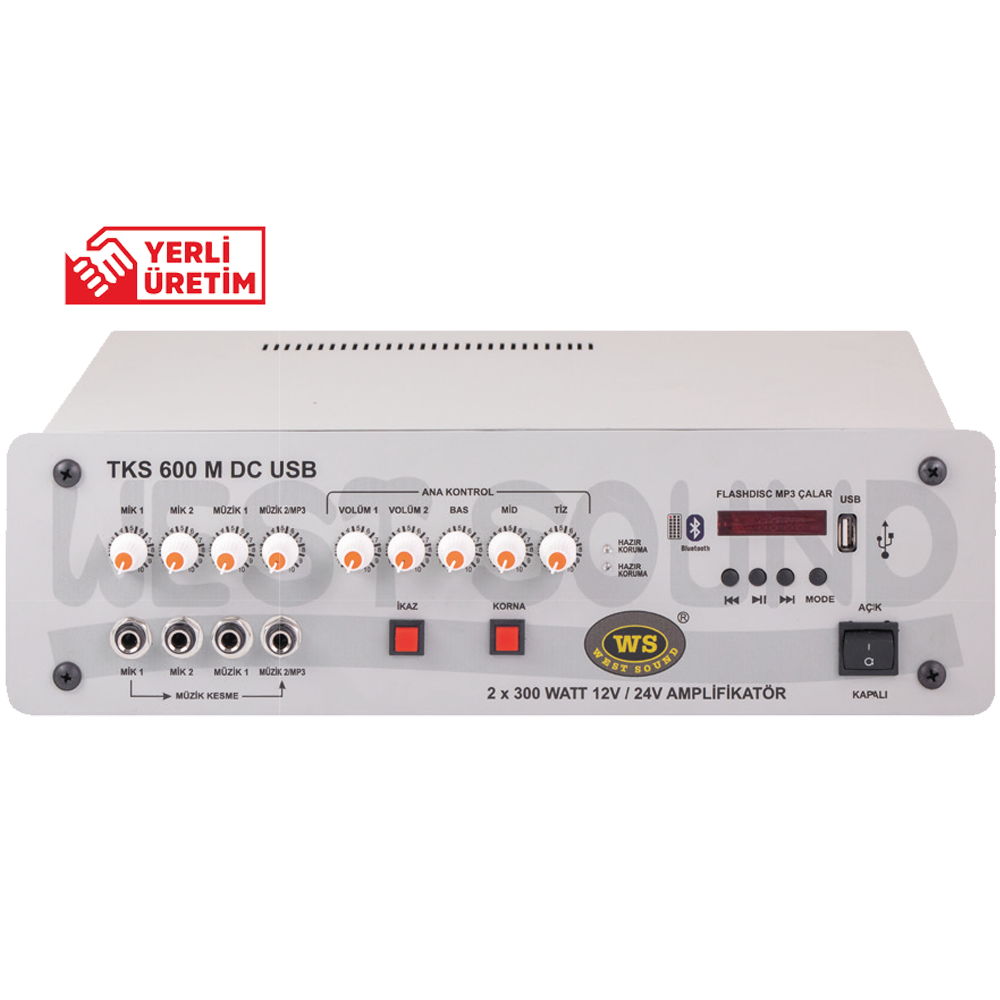 YERLİ
ÜRETİM
TKS 600 M DC USB
ANA KONTROL
FLASHDISC MP3 ÇALAR
USB
MİK 1
MİK 2
MÜZİK 1
MÜZİK 2/MP3
VOLÜM 1
VOLÜM 2
BAS
MİD
TİZ
HAZIR
KORUMA
HAZIR
KORUMA
Bluetooth
MODE
İKAZ
KORNA
AÇIK
WS
WEST SOUND
®
MİK 1
MİK 2
MÜZİK 1
MÜZİK 2/MP3
MÜZİK KESME
2 x 300 WATT 12V / 24V AMPLİFİKATÖR
KAPALI
WEST SOUND